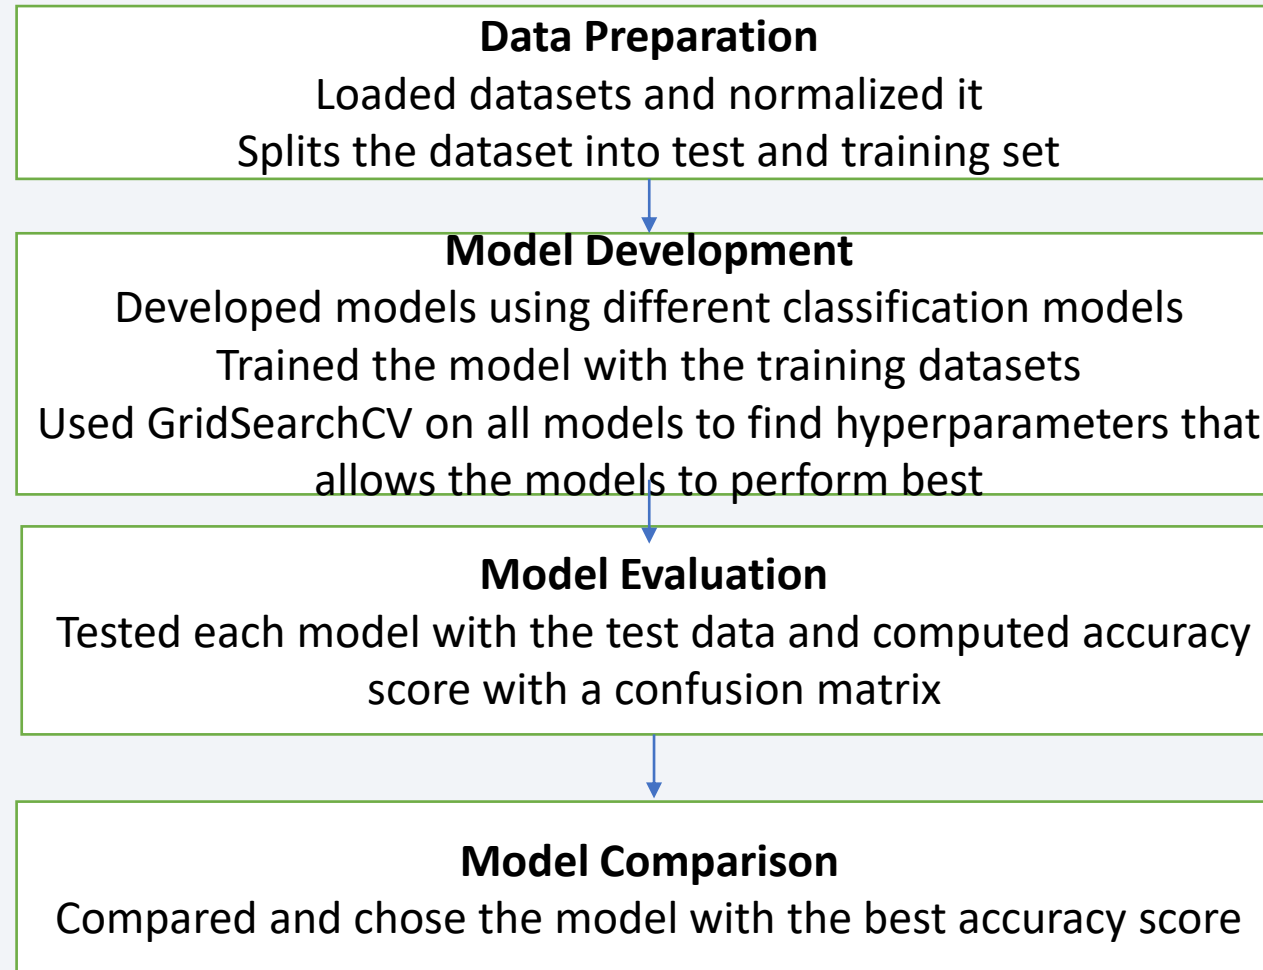 Data Preparation
Loaded datasets and normalized it
Splits the dataset into test and training set
Model Development
Developed models using different classification models
Trained the model with the training datasets
Used GridSearchCV on all models to find hyperparameters that
allows the models to perform best
Model Evaluation
Tested each model with the test data and computed accuracy
score with a confusion matrix
Model Comparison
Compared and chose the model with the best accuracy score